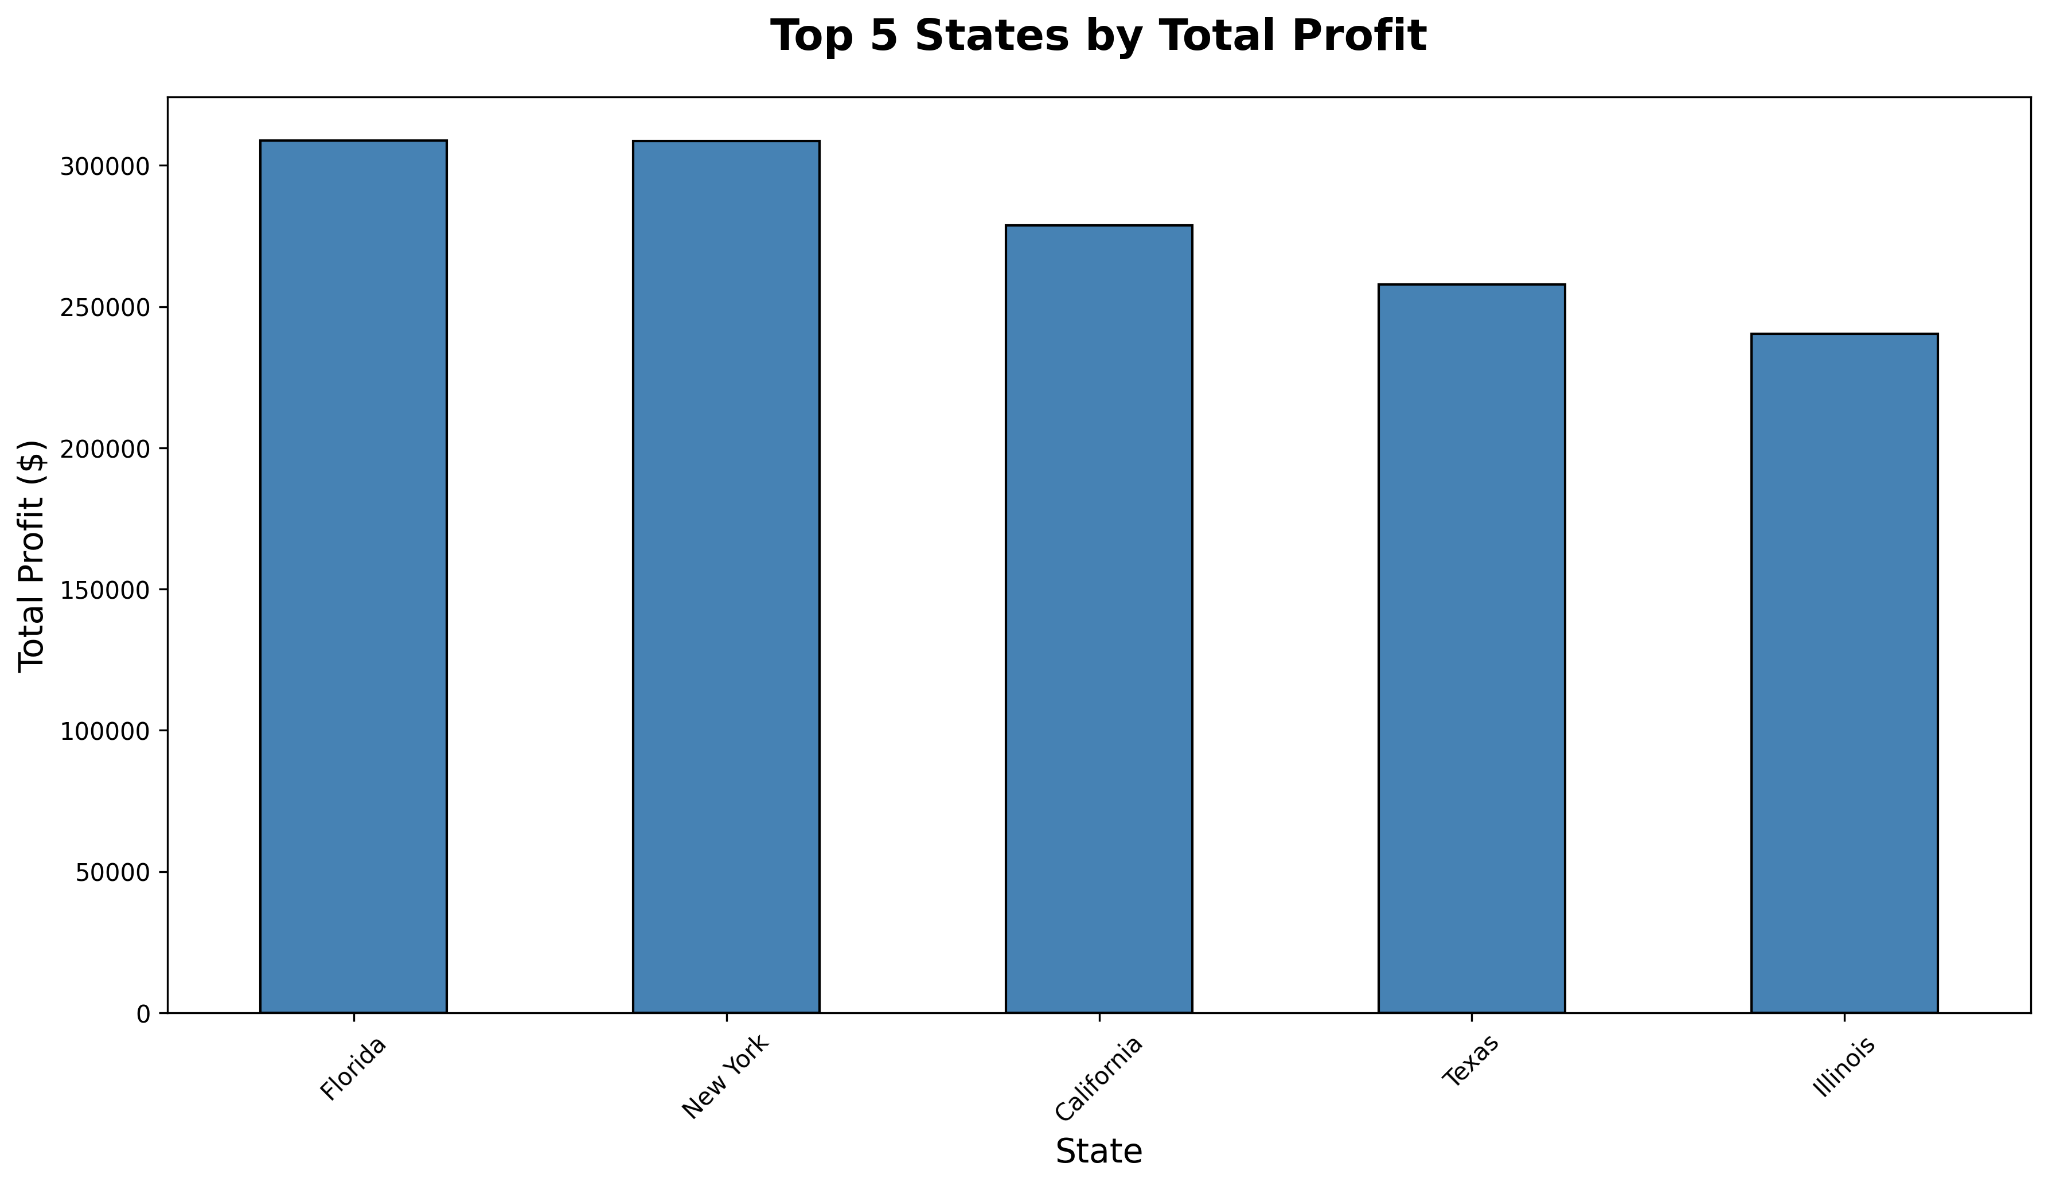 Top 5 States by Total Profit
Total Profit ($)
300000
250000
200000
150000
100000
50000
0
Florida
New York
California
Texas
Illinois
State